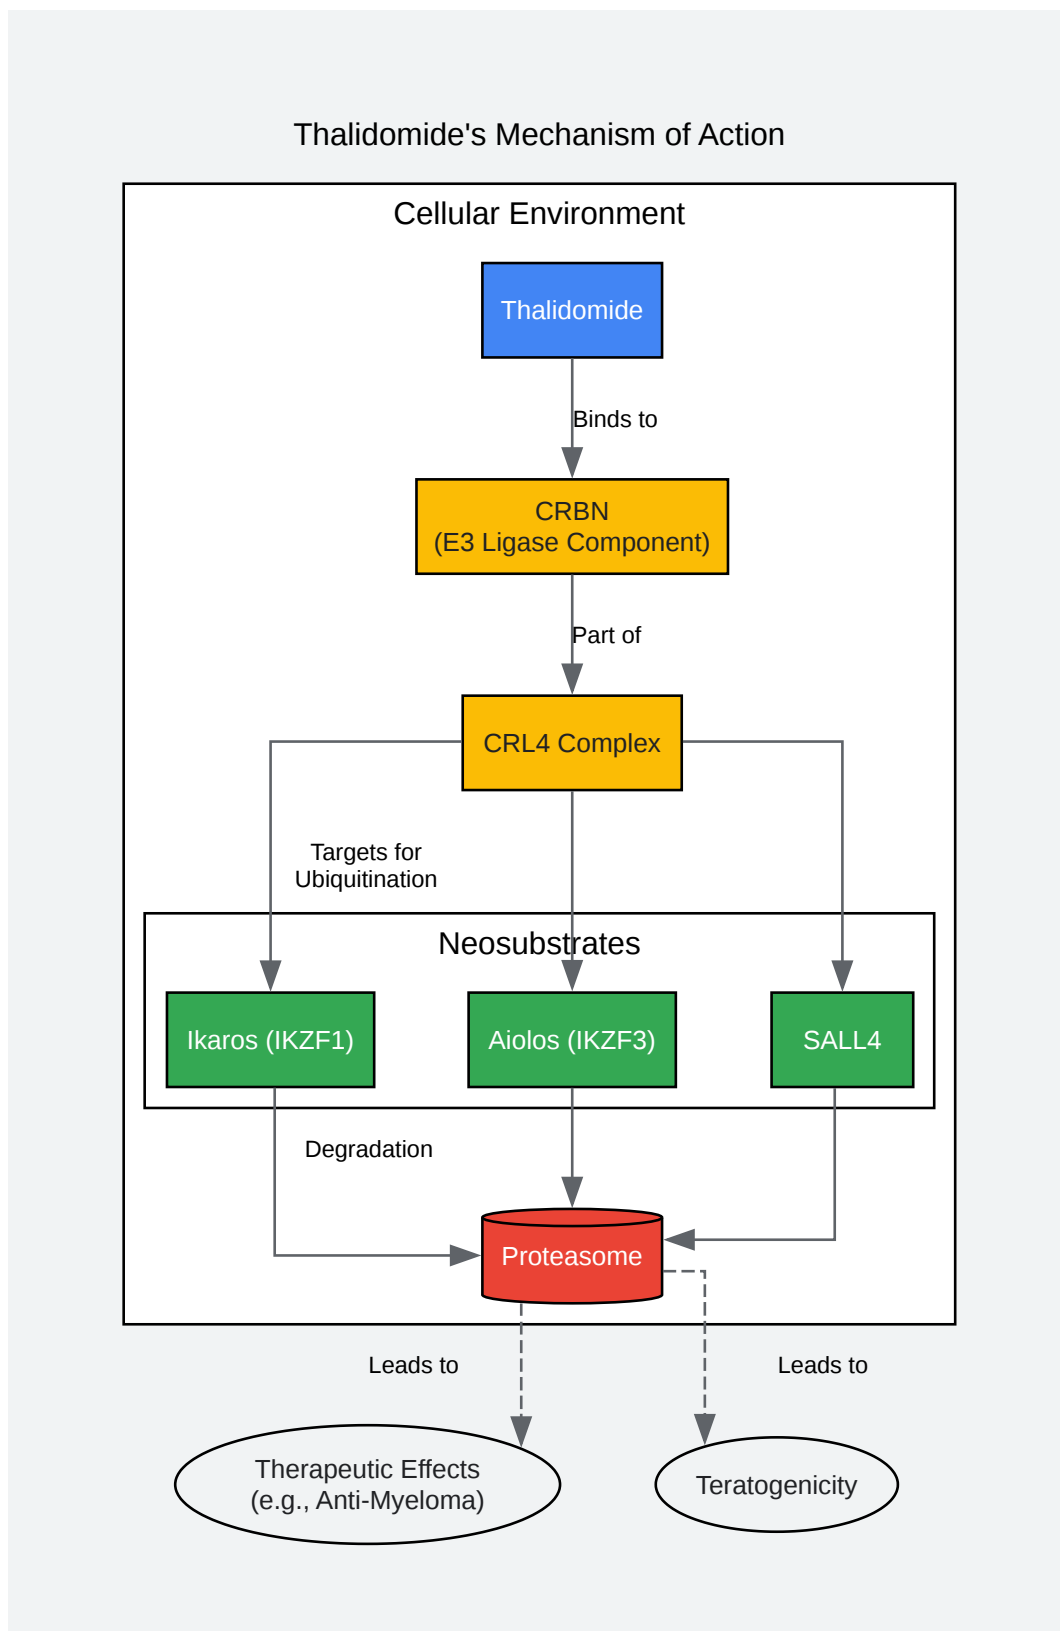 Thalidomide's Mechanism of Action
Cellular Environment
Thalidomide
Binds to
CRBN
(E3 Ligase Component)
Part of
CRL4 Complex
Targets for
Ubiquitination
Neosubstrates
Ikaros (IKZF1)
Aiolos (IKZF3)
SALL4
Degradation
Proteasome
Leads to
Leads to
Therapeutic Effects
(e.g., Anti-Myeloma)
Teratogenicity